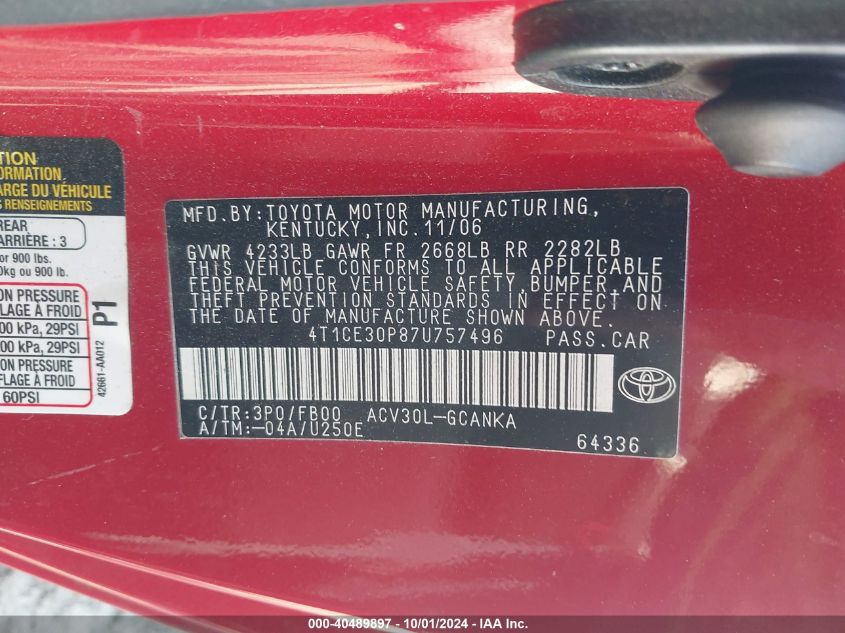 TION
FORMATION,
ARGE DU VÉHICULE
S RENSEIGNEMENTS
REAR
ARRIÈRE : 3
or 900 lbs.
0kg ou 900 lb.
ON PRESSURE
LAGE À FROID
00 kPa, 29PSI
00 kPa, 29PSI
ON PRESSURE
FLAGE À FROID
60PSI
P1
42661-AA012
MFD.BY:TOYOTA MOTOR MANUFACTURING,
KENTUCKY,INC.11/06
GVWR 4233LB GAWR FR 2668LB RR 2282LB
THIS VEHICLE CONFORMS TO ALL APPLICABLE
FEDERAL MOTOR VEHICLE SAFETY,BUMPER,AND
THEFT PREVENTION STANDARDS IN EFFECT ON
THE DATE OF MANUFACTURE SHOWN ABOVE.
4T1CE30P87U757496 PASS.CAR
C/TR:3P0/FB00 ACV30L-GCANKA
A/TM:-04A/U250E
64336
000-40489897 - 10/01/2024 - IAAI.COM